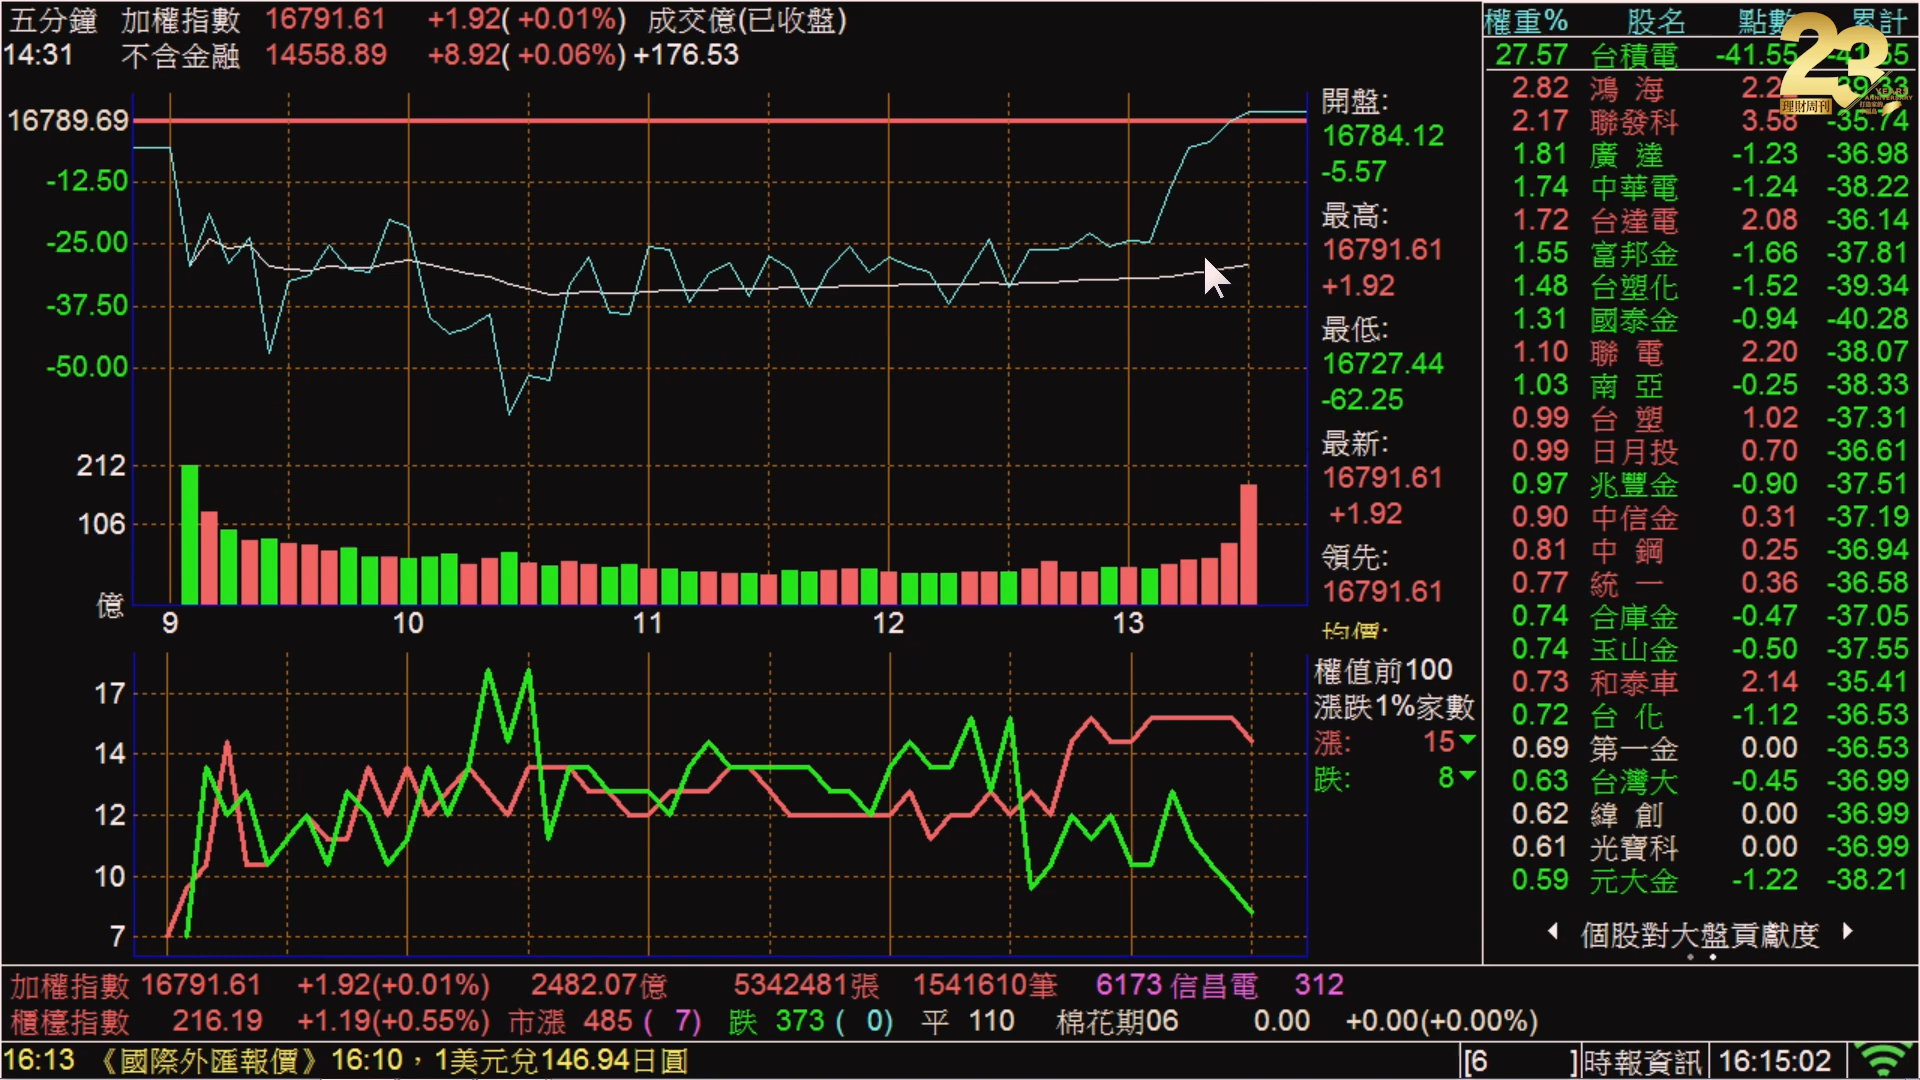 五分鐘 加權指數 16791.61 +1.92( +0.01%) 成交億(已收盤)
14:31 不含金融 14558.89 +8.92( +0.06%) +176.53
16789.69
-12.50
-25.00
-37.50
-50.00
212
106
億
9 10 11 12 13
17
14
12
10
7
開盤:
16784.12
-5.57
最高:
16791.61
+1.92
最低:
16727.44
-62.25
最新:
16791.61
+1.92
領先:
16791.61
均價:
權值前100
漲跌1%家數
漲: 15
跌: 8
權重% 股名 點數 累計
27.57 台積電 -41.55
2.82 鴻海
2.17 聯發科 3.58 -35.74
1.81 廣達 -1.23 -36.98
1.74 中華電 -1.24 -38.22
1.72 台達電 2.08 -36.14
1.55 富邦金 -1.66 -37.81
1.48 台塑化 -1.52 -39.34
1.31 國泰金 -0.94 -40.28
1.10 聯電 2.20 -38.07
1.03 南亞 -0.25 -38.33
0.99 台塑 1.02 -37.31
0.99 日月投 0.70 -36.61
0.97 兆豐金 -0.90 -37.51
0.90 中信金 0.31 -37.19
0.81 中鋼 0.25 -36.94
0.77 統一 0.36 -36.58
0.74 合庫金 -0.47 -37.05
0.74 玉山金 -0.50 -37.55
0.73 和泰車 2.14 -35.41
0.72 台化 -1.12 -36.53
0.69 第一金 0.00 -36.53
0.63 台灣大 -0.45 -36.99
0.62 緯創 0.00 -36.99
0.61 光寶科 0.00 -36.99
0.59 元大金 -1.22 -38.21
個股對大盤貢獻度
23
理財周刊
加權指數 16791.61 +1.92(+0.01%) 2482.07億 5342481張 1541610筆 6173 信昌電 312
櫃檯指數 216.19 +1.19(+0.55%) 市漲 485 ( 7) 跌 373 ( 0) 平 110 棉花期06 0.00 +0.00(+0.00%)
16:13 《國際外匯報價》16:10，1美元兌146.94日圓
[6 ]時報資訊 16:15:02